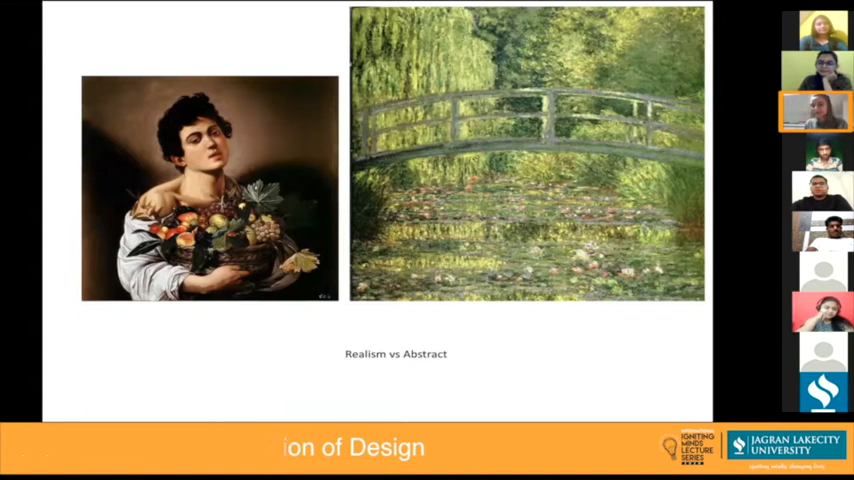 Realism vs Abstract
ion of Design
IGNITING
MINDS
LECTURE
SERIES
JAGRAN LAKECITY
UNIVERSITY